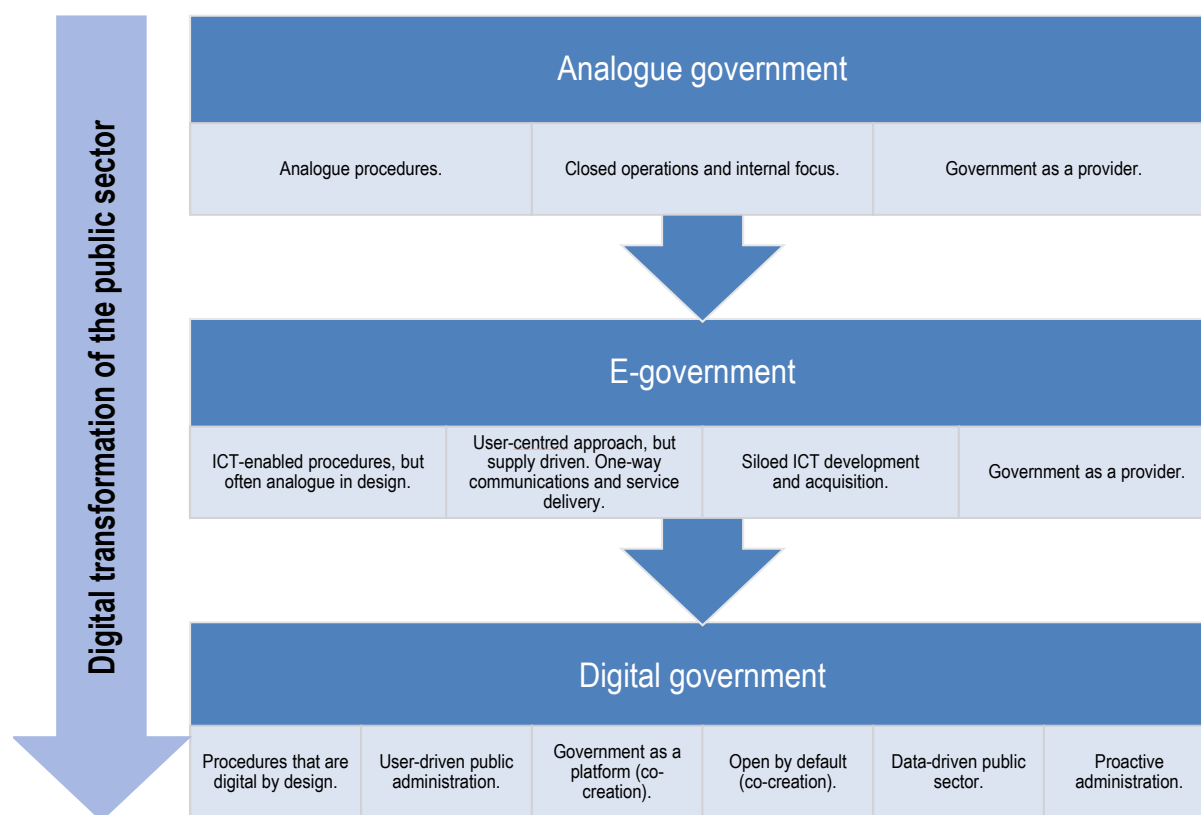 Digital transformation of the public sector
Analogue government
Analogue procedures.
Closed operations and internal focus.
Government as a provider.
E-government
ICT-enabled procedures, but
often analogue in design.
User-centred approach, but
supply driven. One-way
communications and service
delivery.
Siloed ICT development
and acquisition.
Government as a provider.
Digital government
Procedures that are
digital by design.
User-driven public
administration.
Government as a
platform (co-
creation).
Open by default
(co-creation).
Data-driven public
sector.
Proactive
administration.